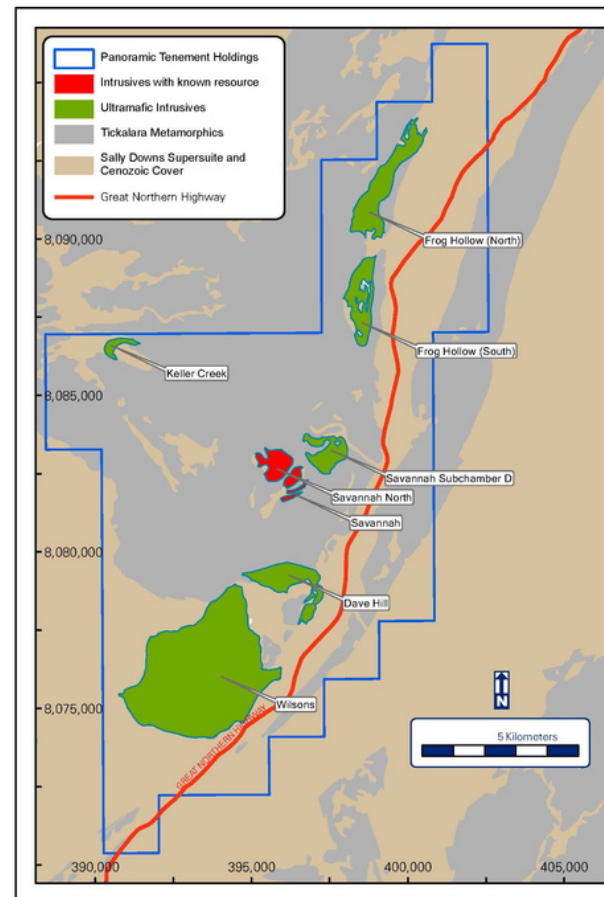 Panoramic Tenement Holdings
Intrusives with known resource
Ultramafic Intrusives
Tickalara Metamorphics
Sally Downs Supersuite and
Cenozoic Cover
Great Northern Highway
8,090,000
Frog Hollow (North)
Frog Hollow (South)
Keller Creek
8,085,000
Savannah Subchamber D
Savannah North
Savannah
8,080,000
Dave Hill
Wilsons
8,075,000
GREAT NORTHERN HIGHWAY
N
5 Kilometers
390,000
395,000
400,000
405,000